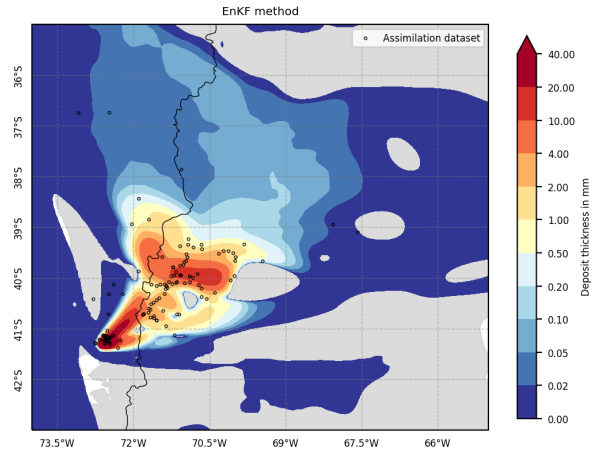 EnKF method
Assimilation dataset
36°S
37°S
38°S
39°S
40°S
41°S
42°S
73.5°W
72°W
70.5°W
69°W
67.5°W
66°W
40.00
20.00
10.00
4.00
2.00
1.00
0.50
0.20
0.10
0.05
0.02
0.00
Deposit thickness in mm